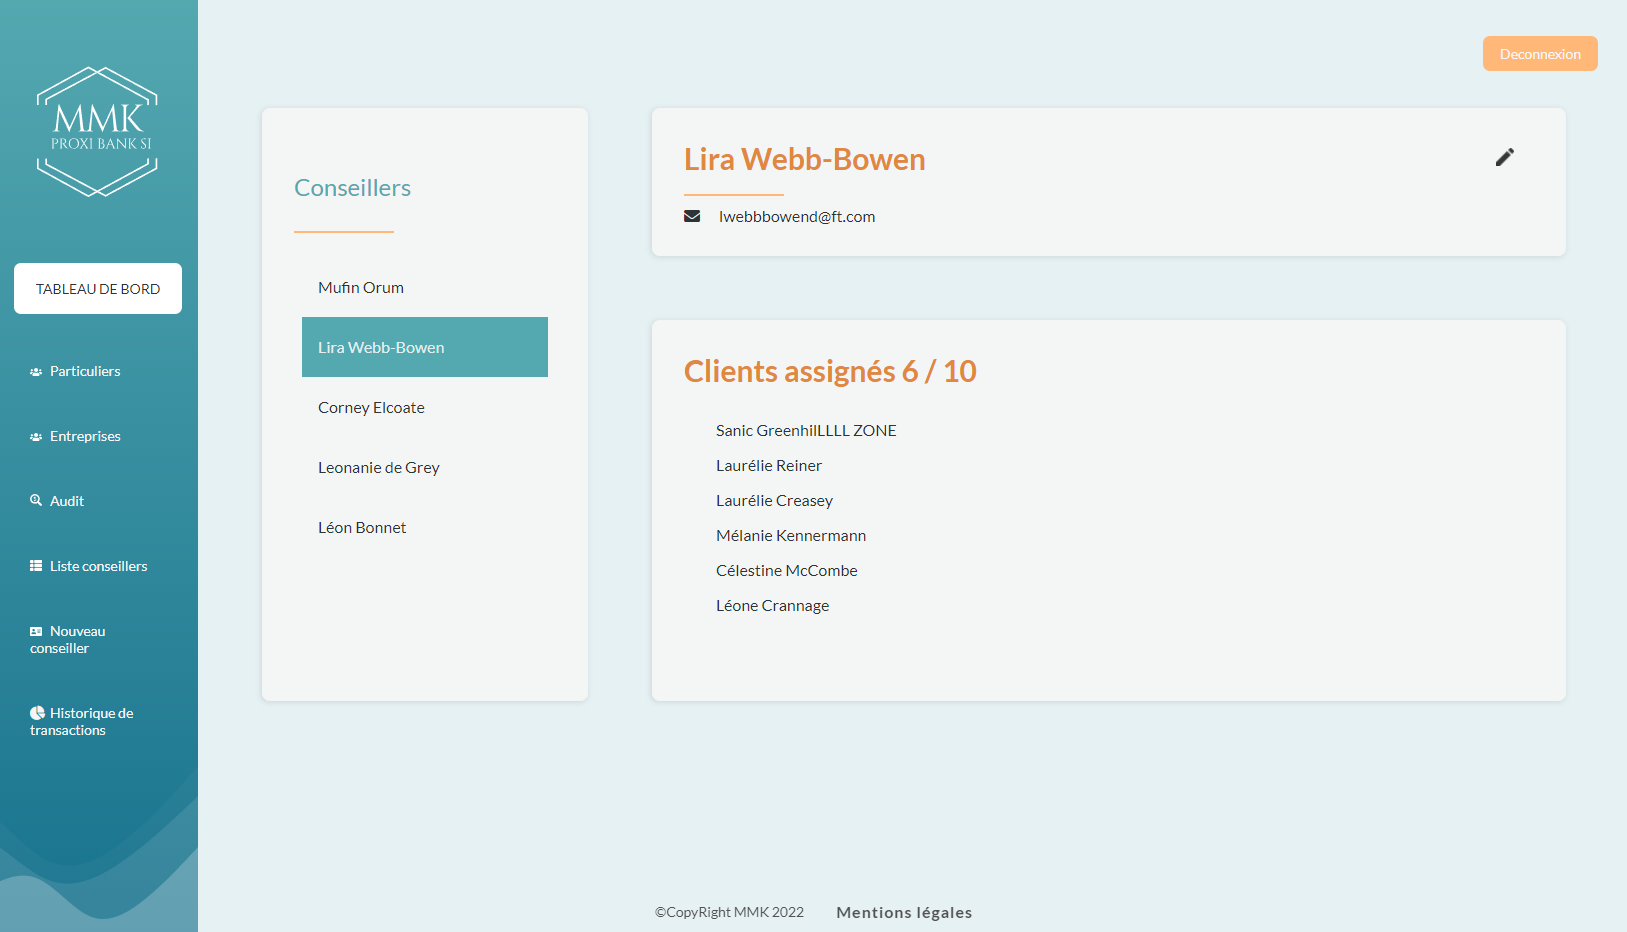 MMK
PROXI BANK SI
TABLEAU DE BORD
Particuliers
Entreprises
Audit
Liste conseillers
Nouveau
conseiller
Historique de
transactions
Deconnexion
Conseillers
Mufin Orum
Lira Webb-Bowen
Corney Elcoate
Leonanie de Grey
Léon Bonnet
Lira Webb-Bowen
lwebbbowend@ft.com
Clients assignés 6 / 10
Sanic GreenhilLLLL ZONE
Laurélie Reiner
Laurélie Creasey
Mélanie Kennermann
Célestine McCombe
Léone Crannage
©CopyRight MMK 2022 Mentions légales